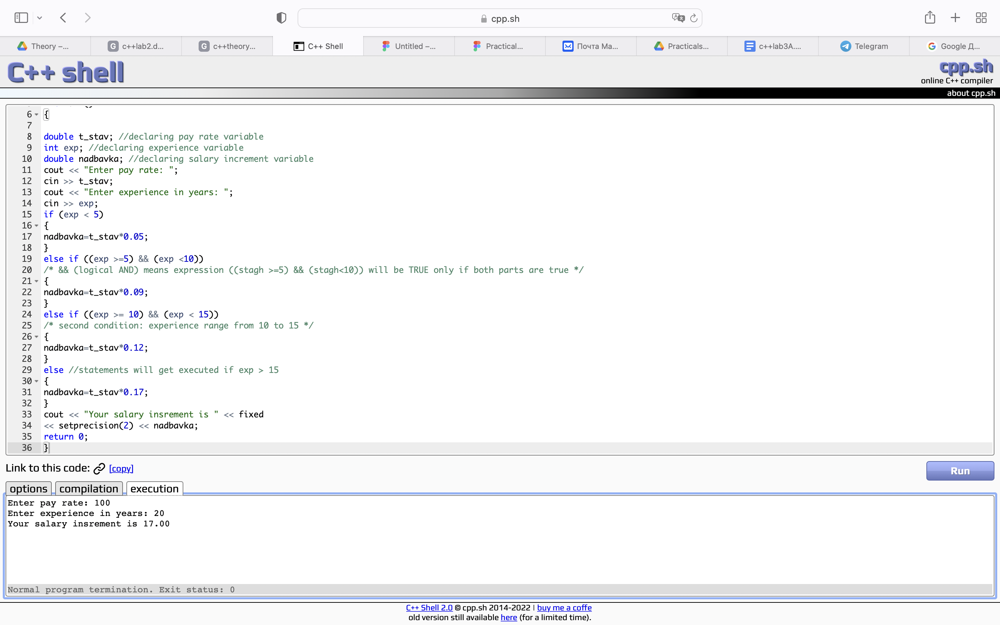 cpp.sh
Theory –...
c++lab2.d...
c++theory...
C++ Shell
Untitled –...
Practical...
Почта Ma...
Practicals...
c++lab3A....
Telegram
Google Д...
C++ shell
cpp.sh
online C++ compiler
about cpp.sh
6 {
7
8 double t_stav; //declaring pay rate variable
9 int exp; //declaring experience variable
10 double nadbavka; //declaring salary increment variable
11 cout << "Enter pay rate: ";
12 cin >> t_stav;
13 cout << "Enter experience in years: ";
14 cin >> exp;
15 if (exp < 5)
16 {
17 nadbavka=t_stav*0.05;
18 }
19 else if ((exp >=5) && (exp <10))
20 /* && (logical AND) means expression ((stagh >=5) && (stagh<10)) will be TRUE only if both parts are true */
21 {
22 nadbavka=t_stav*0.09;
23 }
24 else if ((exp >= 10) && (exp < 15))
25 /* second condition: experience range from 10 to 15 */
26 {
27 nadbavka=t_stav*0.12;
28 }
29 else //statements will get executed if exp > 15
30 {
31 nadbavka=t_stav*0.17;
32 }
33 cout << "Your salary insrement is " << fixed
34 << setprecision(2) << nadbavka;
35 return 0;
36 }
Link to this code: [copy]
Run
options compilation execution
Enter pay rate: 100
Enter experience in years: 20
Your salary insrement is 17.00
Normal program termination. Exit status: 0
C++ Shell 2.0 © cpp.sh 2014-2022 | buy me a coffe
old version still available here (for a limited time).